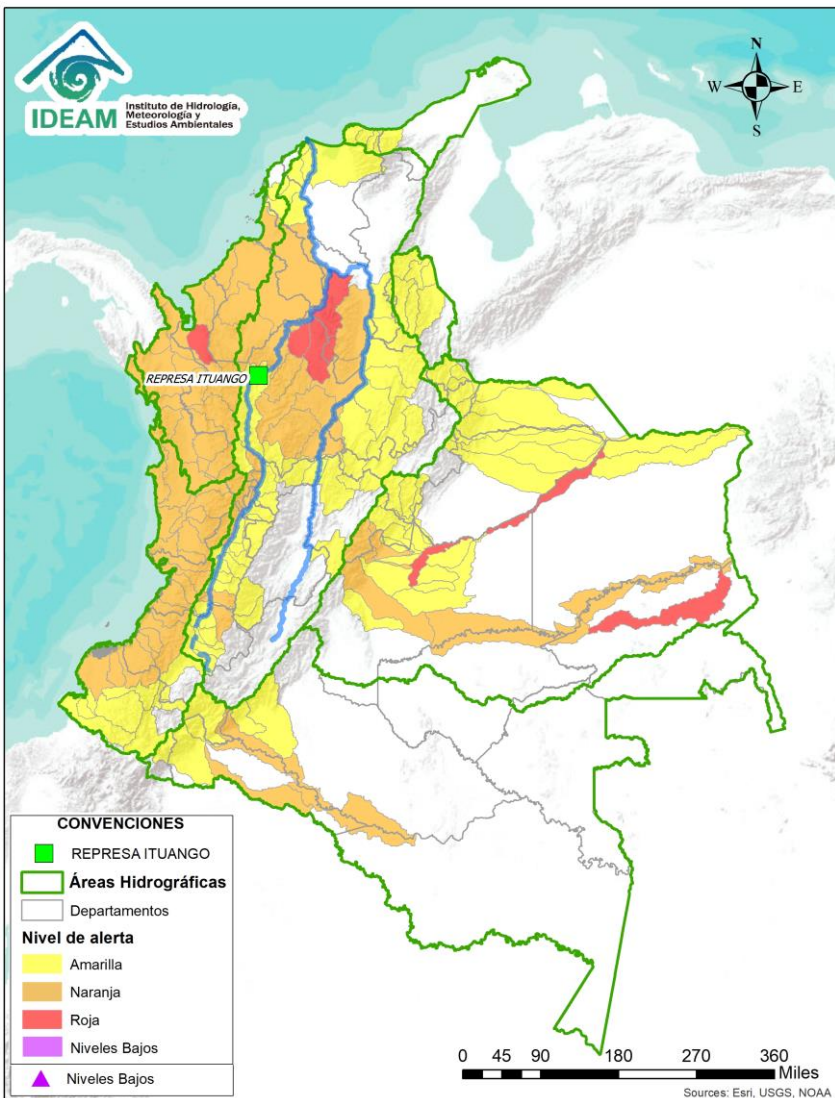 IDEAM
Instituto de Hidrología,
Meteorología y
Estudios Ambientales
N
W
E
S
REPRESA ITUANGO
CONVENCIONES
REPRESA ITUANGO
Áreas Hidrográficas
Departamentos
Nivel de alerta
Amarilla
Naranja
Roja
Niveles Bajos
Niveles Bajos
0 45 90 180 270 360
Miles
Sources: Esri, USGS, NOAA